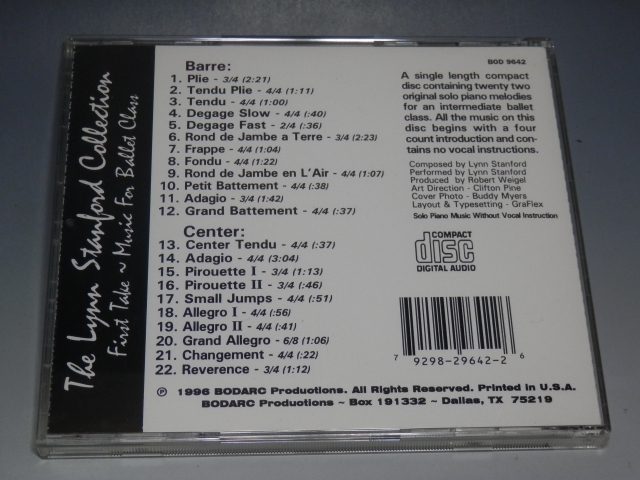 The Lynn Stanford Collection
First Take ~ Music For Ballet Class
Barre:
1. Plie - 3/4 (2:21)
2. Tendu Plie - 4/4 (1:11)
3. Tendu - 4/4 (1:00)
4. Degage Slow - 4/4 (:40)
5. Degage Fast - 2/4 (:36)
6. Rond de Jambe a Terre - 3/4 (2:23)
7. Frappe - 4/4 (1:04)
8. Fondu - 4/4 (1:22)
9. Rond de Jambe en L'Air - 4/4 (1:07)
10. Petit Battement - 4/4 (:38)
11. Adagio - 3/4 (1:42)
12. Grand Battement - 4/4 (:37)
Center:
13. Center Tendu - 4/4 (:37)
14. Adagio - 4/4 (3:04)
15. Pirouette I - 3/4 (1:13)
16. Pirouette II - 3/4 (:46)
17. Small Jumps - 4/4 (:51)
18. Allegro I - 4/4 (:56)
19. Allegro II - 4/4 (:41)
20. Grand Allegro - 6/8 (1:06)
21. Changement - 4/4 (:22)
22. Reverence - 3/4 (1:12)
BOD 9642
A single length compact
disc containing twenty two
original solo piano melodies
for an intermediate ballet
class. All the music on this
disc begins with a four
count introduction and con-
tains no vocal instructions.
Composed by Lynn Stanford
Performed by Lynn Stanford
Produced by Robert Weigel
Art Direction - Clifton Pine
Cover Photo - Buddy Myers
Layout & Typesetting - GraFlex
Solo Piano Music Without Vocal Instruction
COMPACT
disc
DIGITAL AUDIO
7 9298-29642-2 6
℗ 1996 BODARC Productions. All Rights Reserved. Printed in U.S.A.
BODARC Productions ~ Box 191332 ~ Dallas, TX 75219